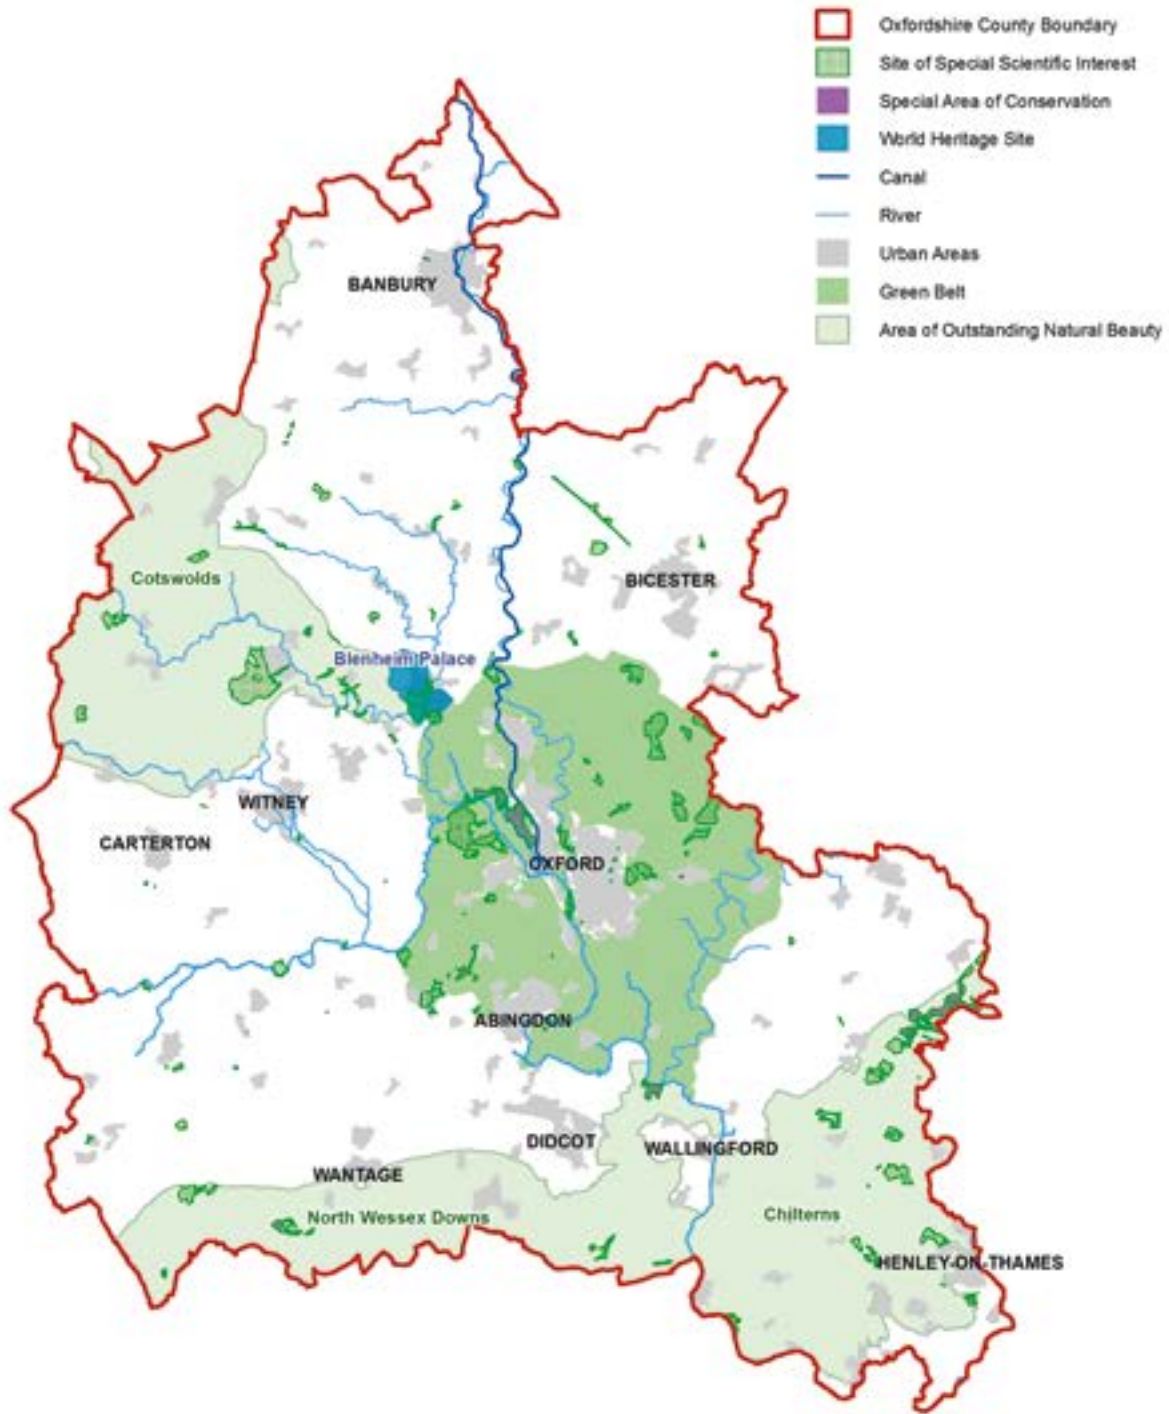 Oxfordshire County Boundary
Site of Special Scientific Interest
Special Area of Conservation
World Heritage Site
Canal
River
Urban Areas
Green Belt
Area of Outstanding Natural Beauty
BANBURY
Cotswolds
BICESTER
Blenheim Palace
WITNEY
CARTERTON
OXFORD
ABINGDON
DIDCOT
WALLINGFORD
WANTAGE
North Wessex Downs
Chilterns
HENLEY-ON-THAMES